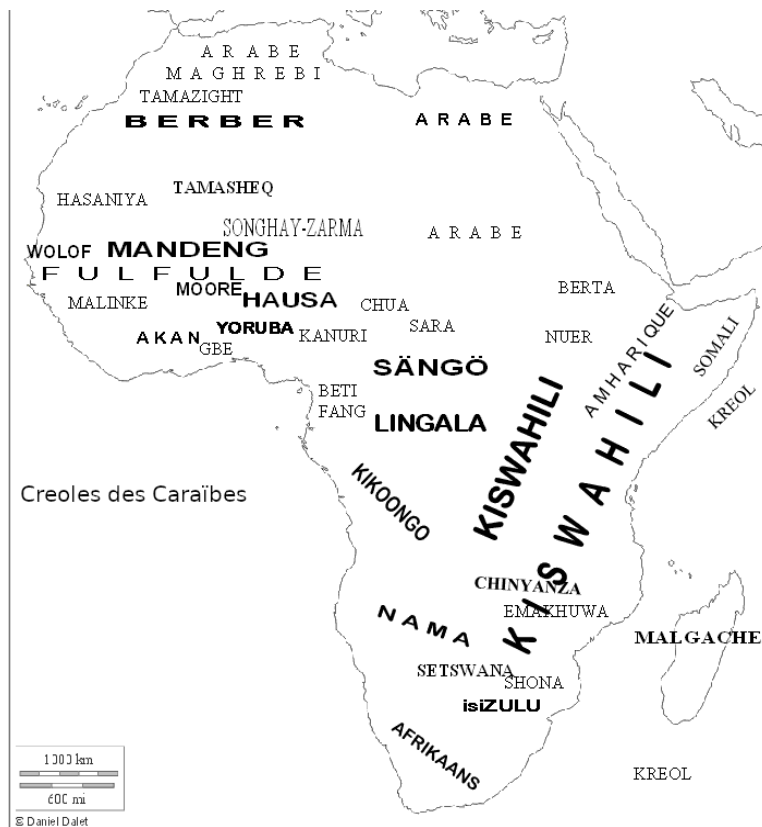 ARABE
MAGHREBI
TAMAZIGHT
BERBER
ARABE
TAMASHEQ
HASANIYA
SONGHAY-ZARMA
ARABE
WOLOF
MANDENG
FULFULDE
MOORE
BERTA
MALINKE
HAUSA
CHUA
AMHARIQUE
SOMALI
YORUBA
SARA
AKAN
KANURI
NUER
GBE
SÄNGÖ
KREOL
BETI
FANG
LINGALA
KISWAHILI
KISWAHILI
Creoles des Caraïbes
KIKOONGO
CHINYANZA
EMAKHUWA
NAMA
MALGACHE
SETSWANA
SHONA
isiZULU
AFRIKAANS
1000 km
600 mi
KREOL
© Daniel Dalet